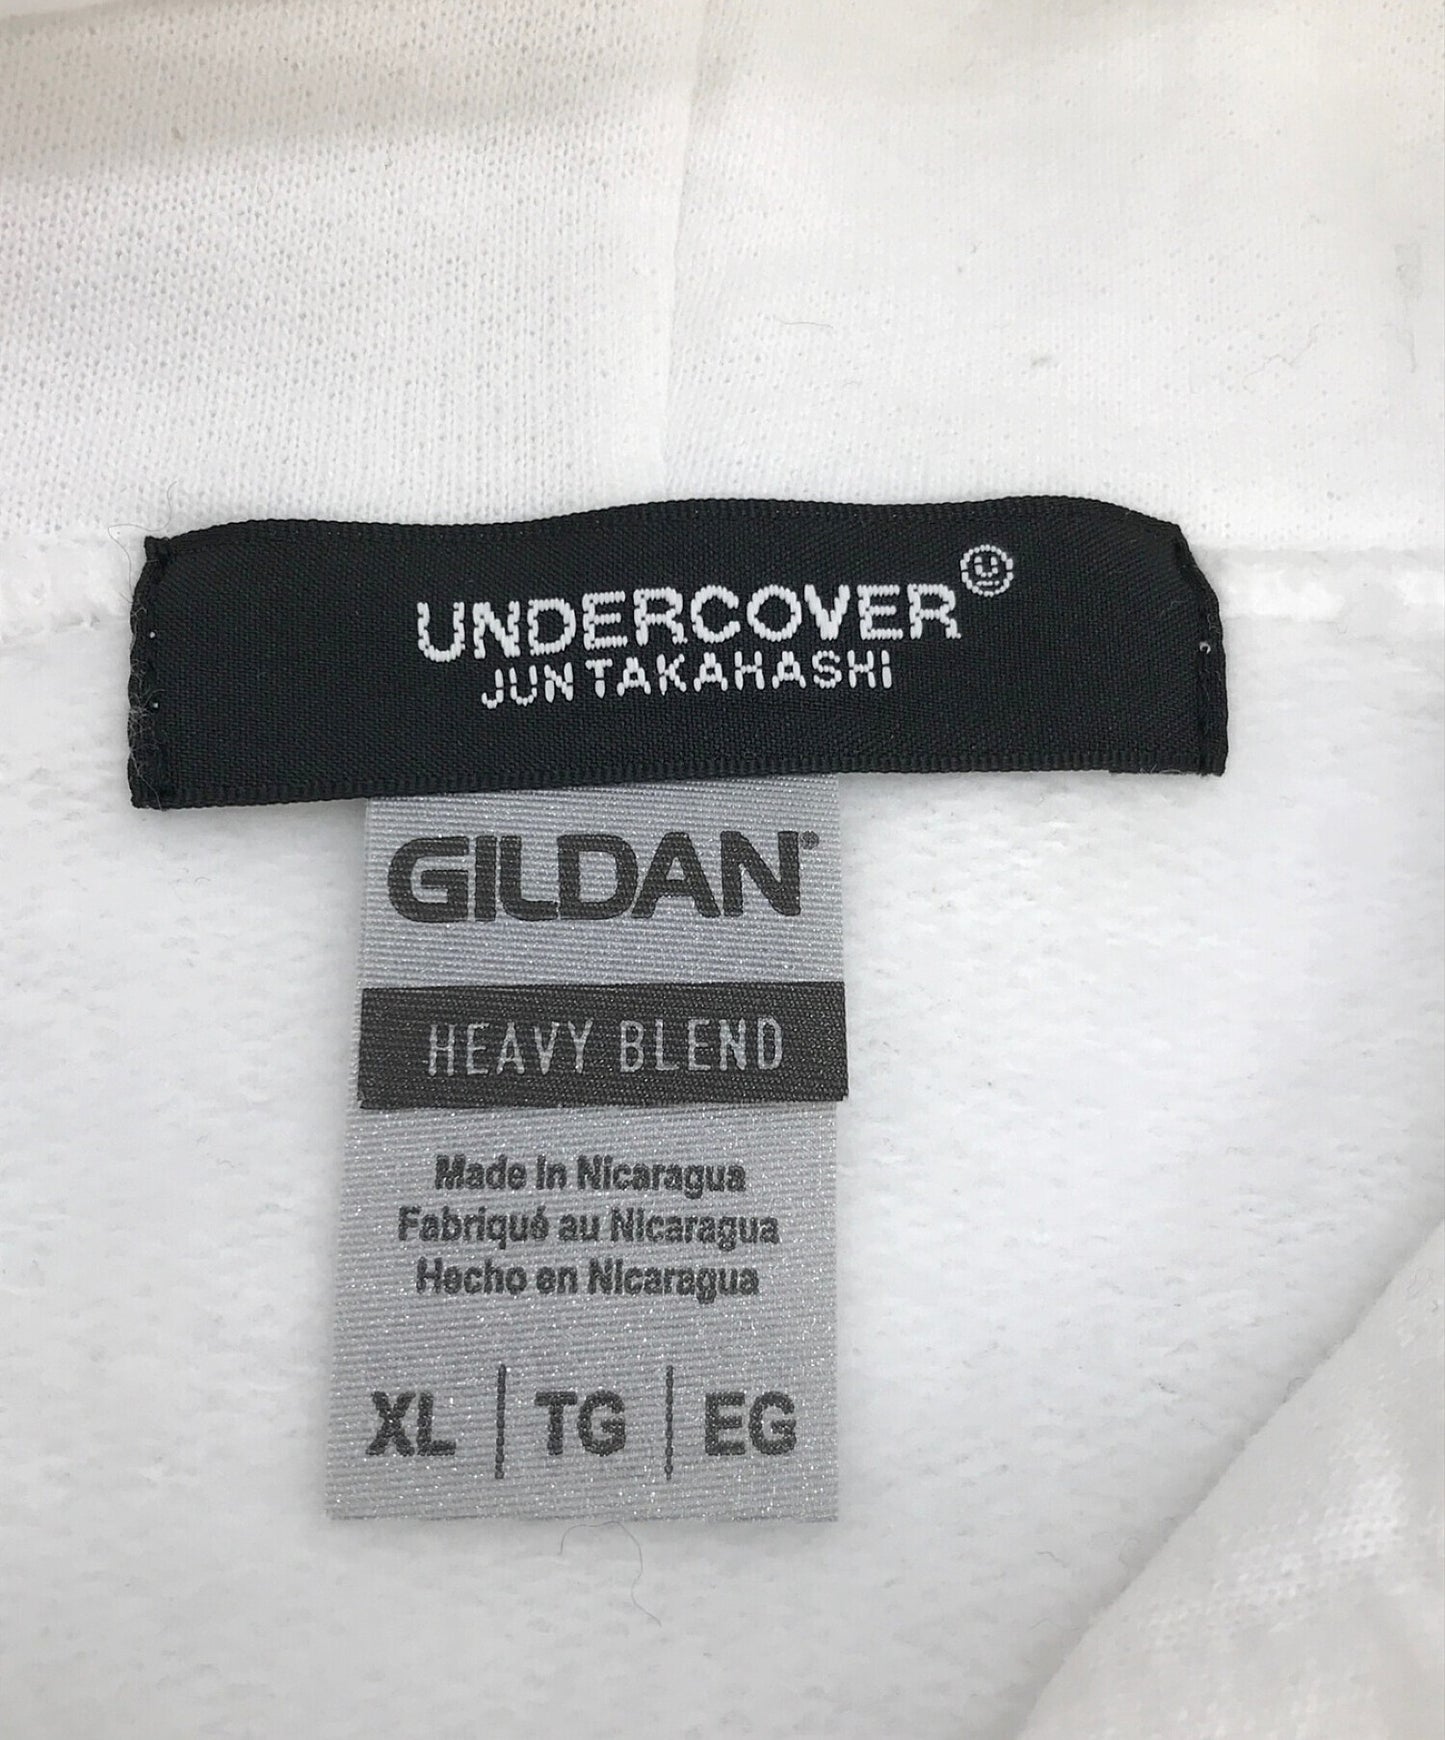 UNDERCOVER U
JUN TAKAHASHI
GILDAN®
HEAVY BLEND
Made in Nicaragua
Fabriqué au Nicaragua
Hecho en Nicaragua
XL | TG | EG